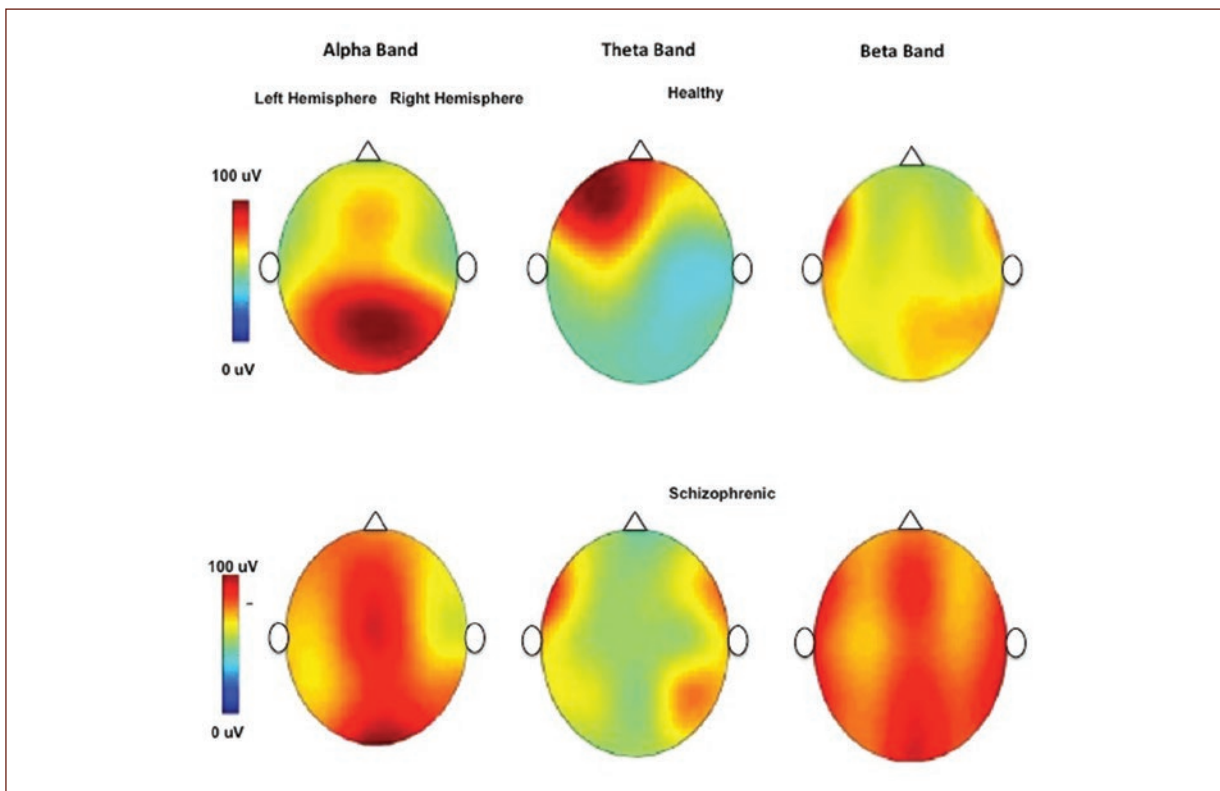 Alpha Band Theta Band Beta Band
Left Hemisphere Right Hemisphere Healthy
100 uV
0 uV
Schizophrenic
100 uV
0 uV